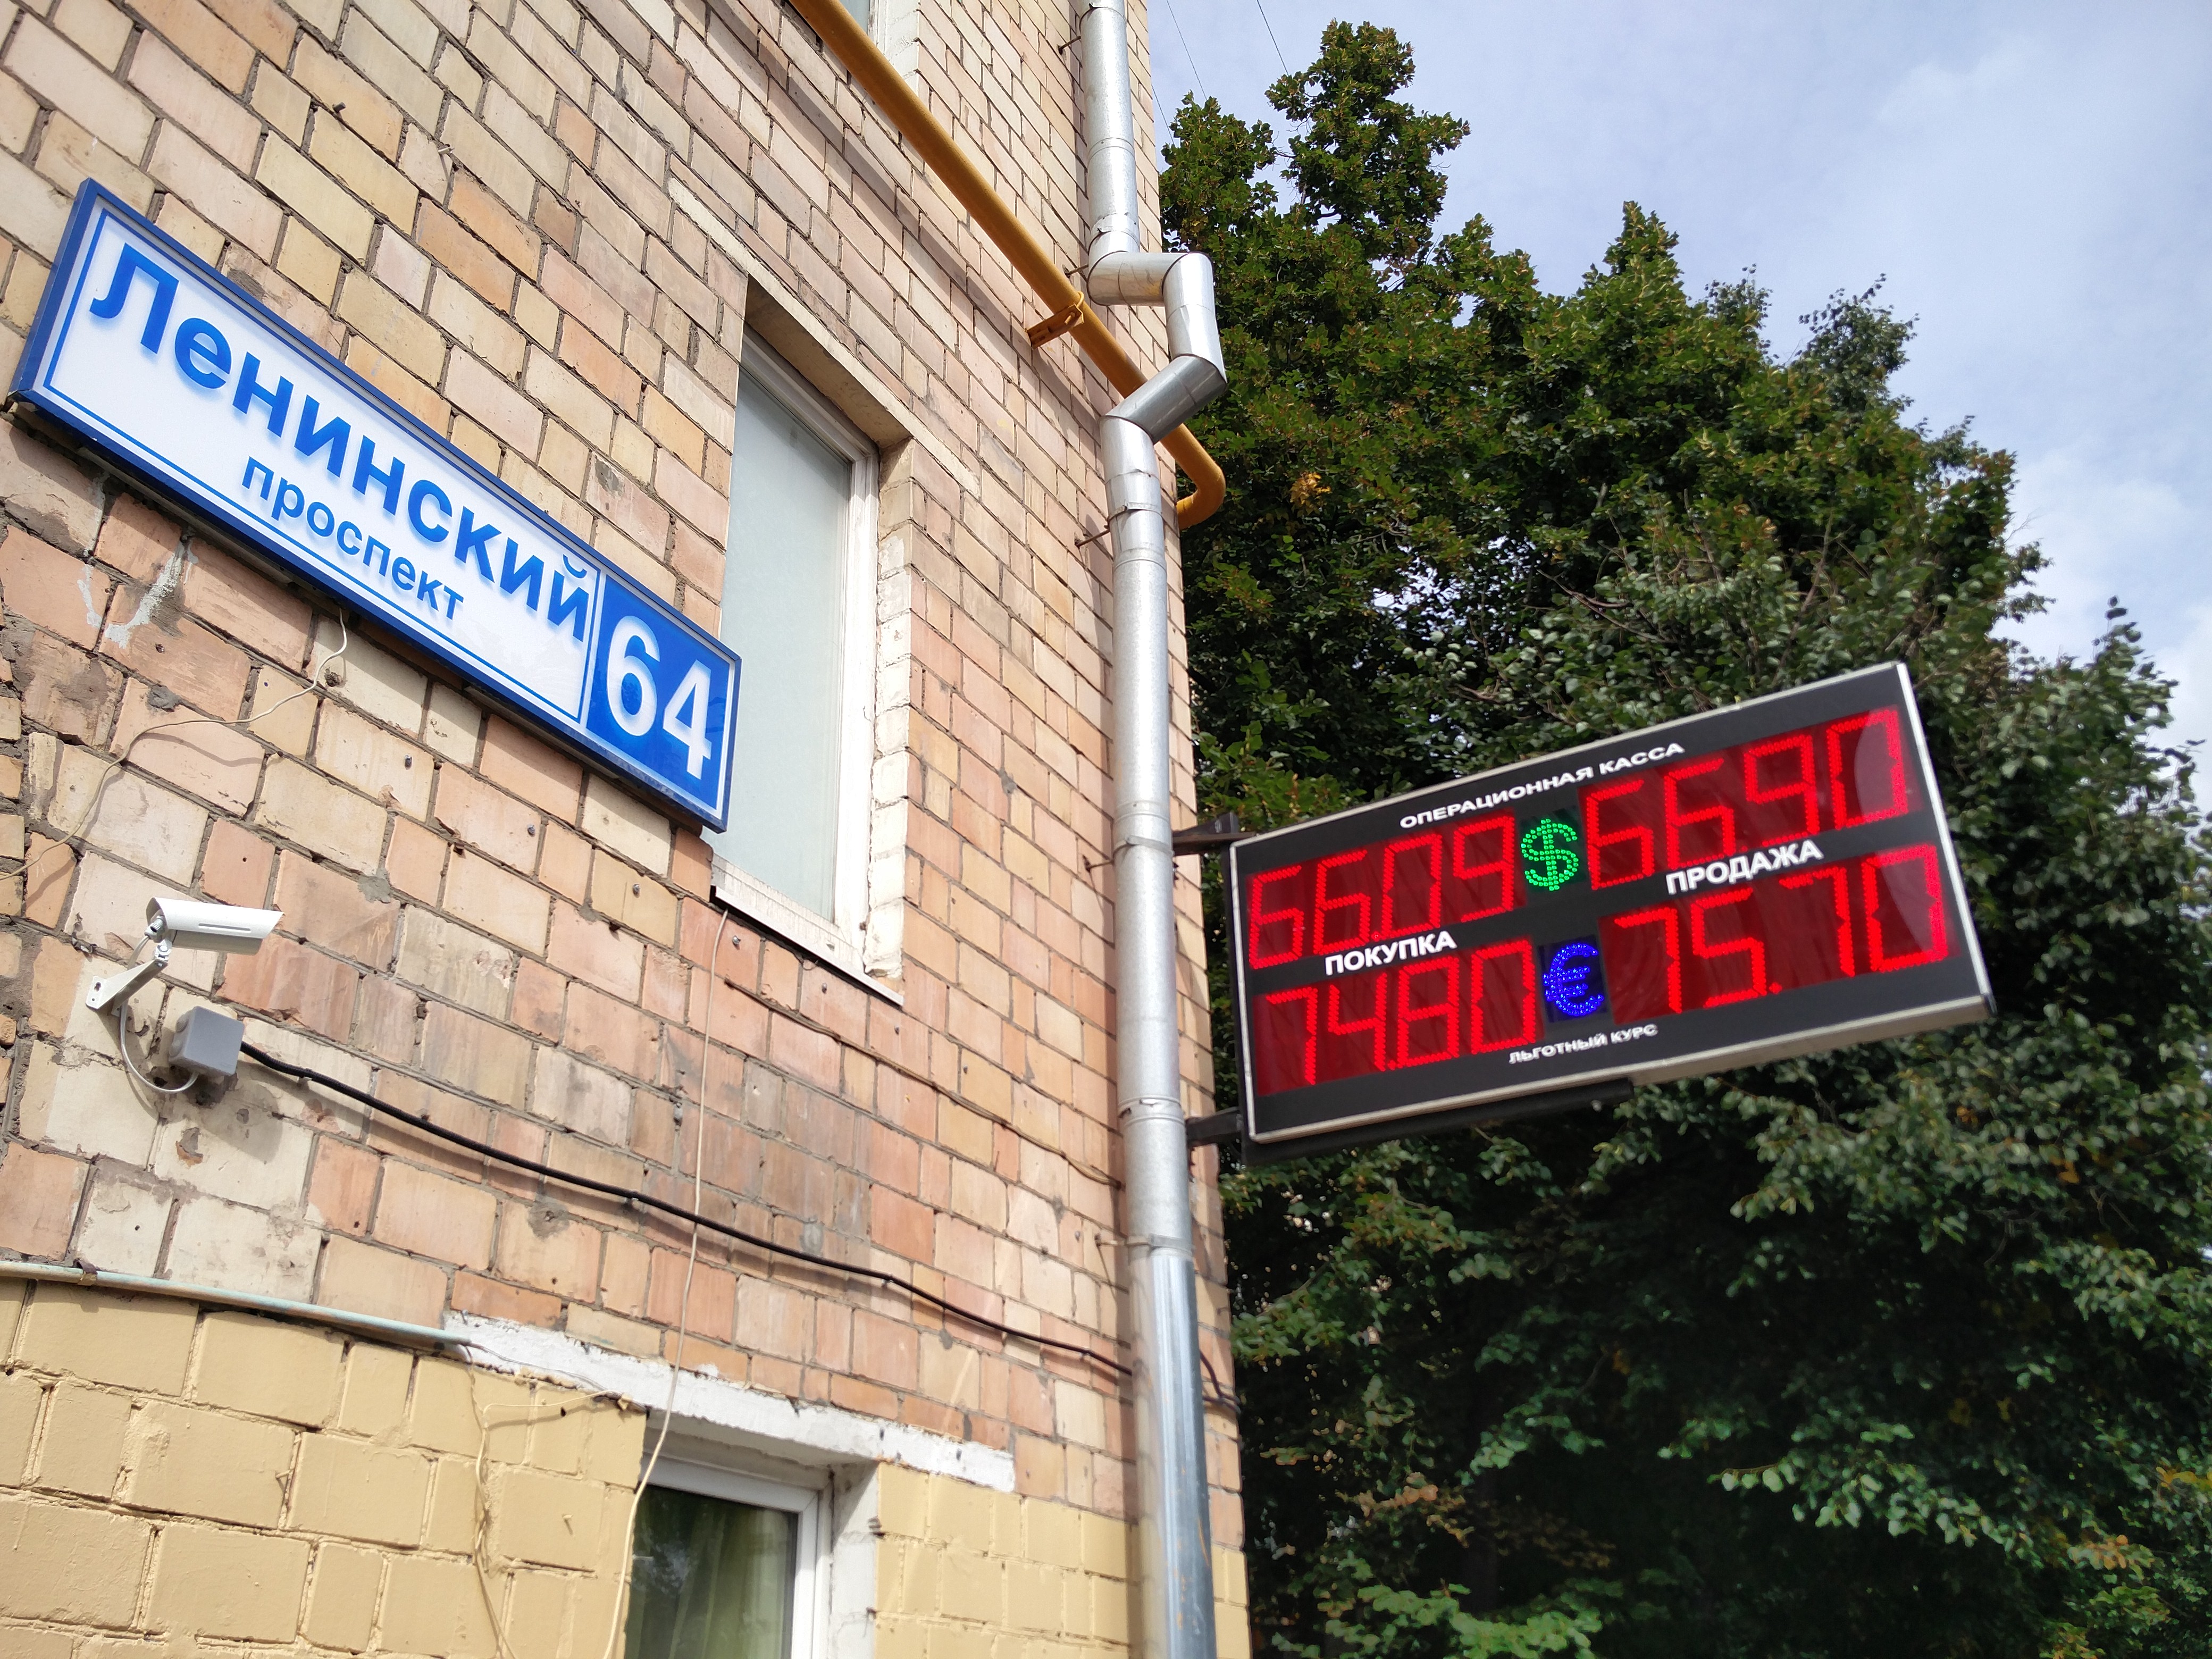 Ленинский
проспект
64
ОПЕРАЦИОННАЯ КАССА
66.09 $ 66.90
ПОКУПКА ПРОДАЖА
74.80 € 75.70
ЛЬГОТНЫЙ КУРС